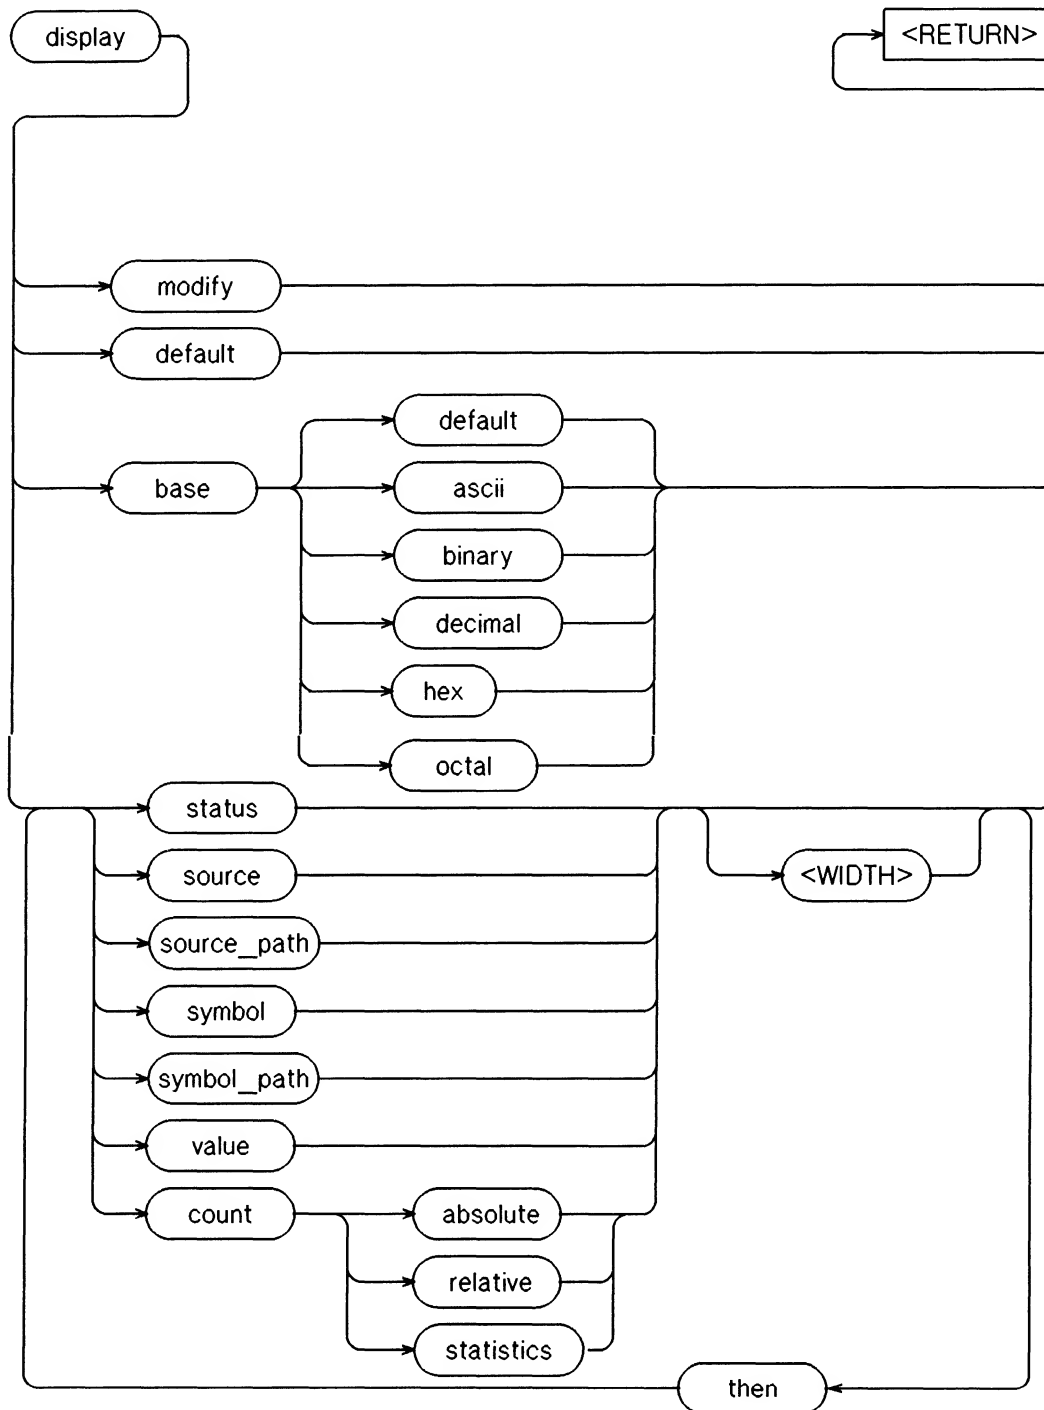 display
<RETURN>
modify
default
default
base
ascii
binary
decimal
hex
octal
status
source
<WIDTH>
source_path
symbol
symbol_path
value
count
absolute
relative
statistics
then